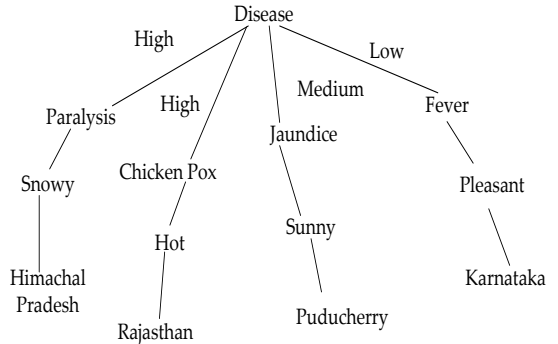 Disease
High
Low
High
Medium
Paralysis
Fever
Jaundice
Chicken Pox
Snowy
Pleasant
Sunny
Hot
Himachal
Pradesh
Karnataka
Puducherry
Rajasthan